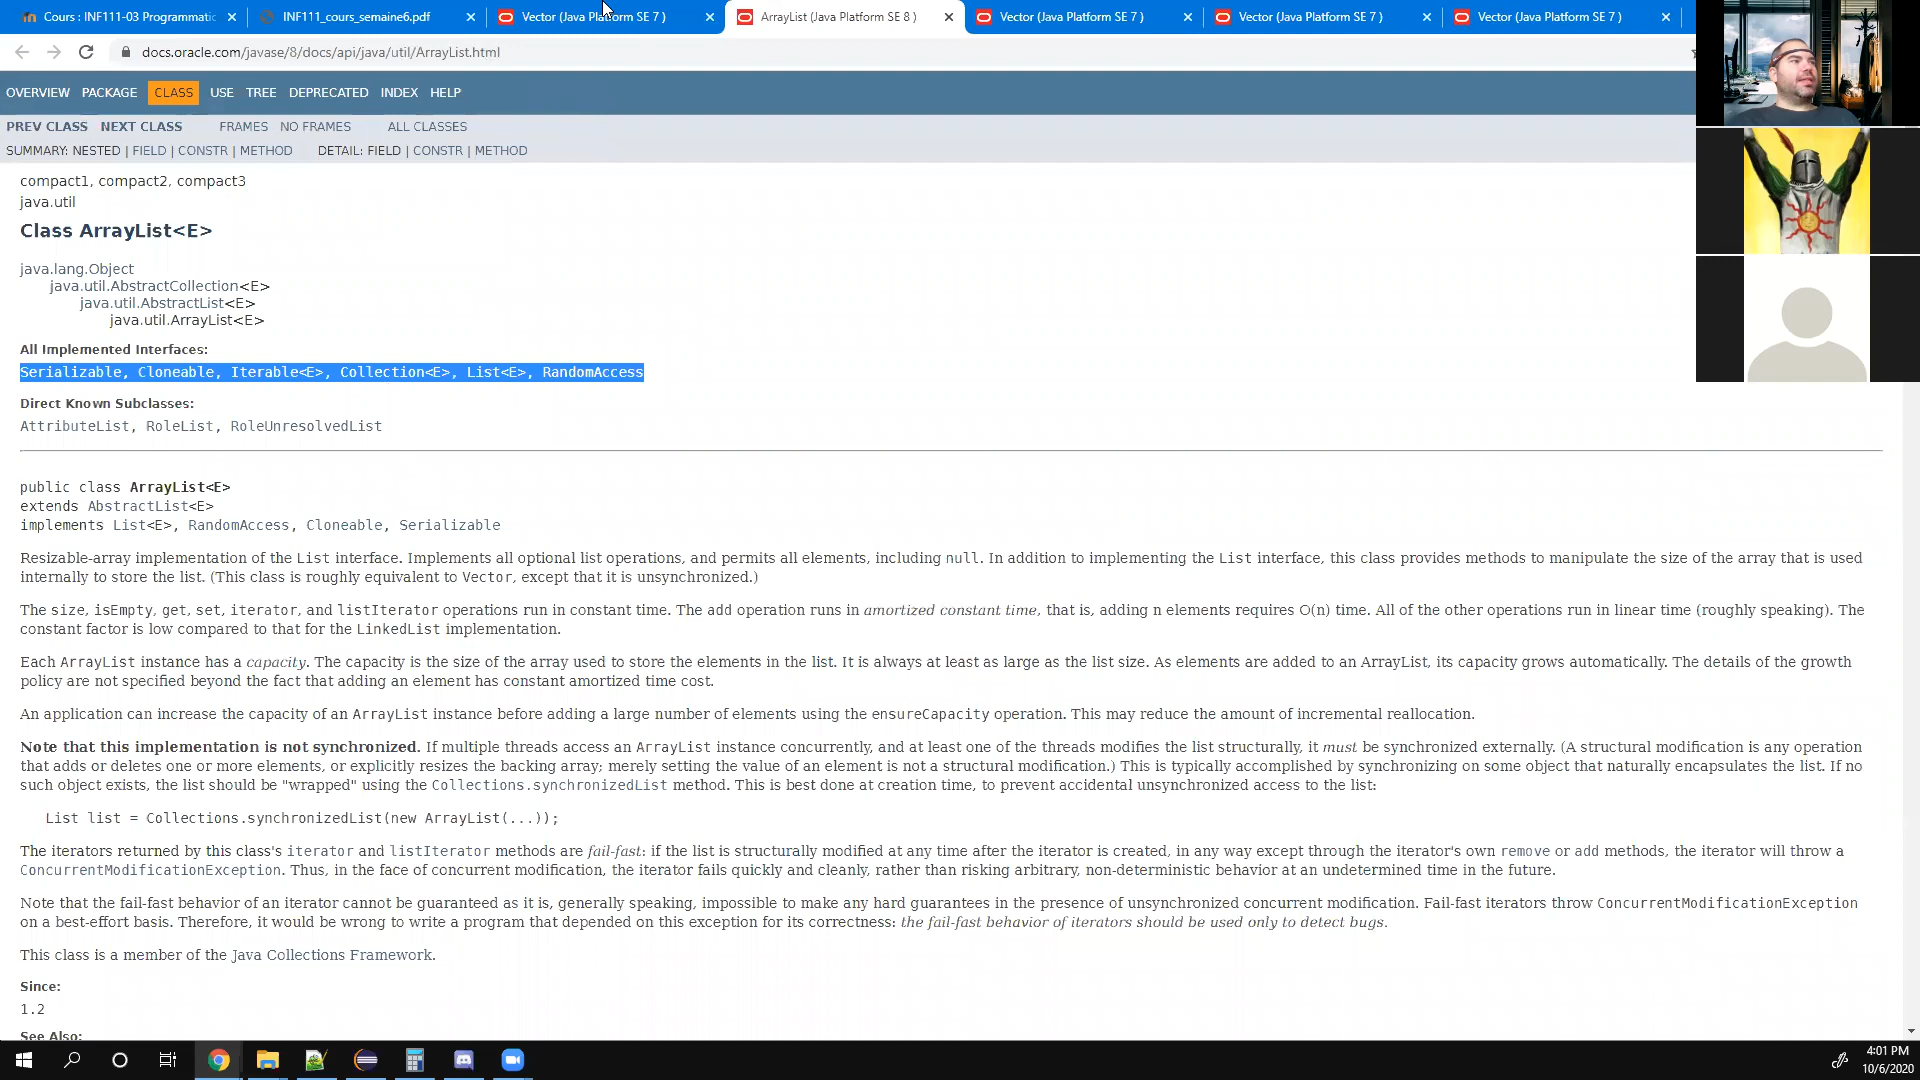 Cours : INF111-03 Programmatic
INF111_cours_semaine6.pdf
Vector (Java Platform SE 7 )
ArrayList (Java Platform SE 8 )
Vector (Java Platform SE 7 )
Vector (Java Platform SE 7 )
Vector (Java Platform SE 7 )
docs.oracle.com/javase/8/docs/api/java/util/ArrayList.html
OVERVIEW PACKAGE CLASS USE TREE DEPRECATED INDEX HELP
PREV CLASS NEXT CLASS FRAMES NO FRAMES ALL CLASSES
SUMMARY: NESTED | FIELD | CONSTR | METHOD DETAIL: FIELD | CONSTR | METHOD
compact1, compact2, compact3
java.util
Class ArrayList<E>
java.lang.Object
java.util.AbstractCollection<E>
java.util.AbstractList<E>
java.util.ArrayList<E>
All Implemented Interfaces:
Serializable, Cloneable, Iterable<E>, Collection<E>, List<E>, RandomAccess
Direct Known Subclasses:
AttributeList, RoleList, RoleUnresolvedList
public class ArrayList<E>
extends AbstractList<E>
implements List<E>, RandomAccess, Cloneable, Serializable
Resizable-array implementation of the List interface. Implements all optional list operations, and permits all elements, including null. In addition to implementing the List interface, this class provides methods to manipulate the size of the array that is used
internally to store the list. (This class is roughly equivalent to Vector, except that it is unsynchronized.)
The size, isEmpty, get, set, iterator, and listIterator operations run in constant time. The add operation runs in amortized constant time, that is, adding n elements requires O(n) time. All of the other operations run in linear time (roughly speaking). The
constant factor is low compared to that for the LinkedList implementation.
Each ArrayList instance has a capacity. The capacity is the size of the array used to store the elements in the list. It is always at least as large as the list size. As elements are added to an ArrayList, its capacity grows automatically. The details of the growth
policy are not specified beyond the fact that adding an element has constant amortized time cost.
An application can increase the capacity of an ArrayList instance before adding a large number of elements using the ensureCapacity operation. This may reduce the amount of incremental reallocation.
Note that this implementation is not synchronized. If multiple threads access an ArrayList instance concurrently, and at least one of the threads modifies the list structurally, it must be synchronized externally. (A structural modification is any operation
that adds or deletes one or more elements, or explicitly resizes the backing array; merely setting the value of an element is not a structural modification.) This is typically accomplished by synchronizing on some object that naturally encapsulates the list. If no
such object exists, the list should be "wrapped" using the Collections.synchronizedList method. This is best done at creation time, to prevent accidental unsynchronized access to the list:
List list = Collections.synchronizedList(new ArrayList(...));
The iterators returned by this class's iterator and listIterator methods are fail-fast: if the list is structurally modified at any time after the iterator is created, in any way except through the iterator's own remove or add methods, the iterator will throw a
ConcurrentModificationException. Thus, in the face of concurrent modification, the iterator fails quickly and cleanly, rather than risking arbitrary, non-deterministic behavior at an undetermined time in the future.
Note that the fail-fast behavior of an iterator cannot be guaranteed as it is, generally speaking, impossible to make any hard guarantees in the presence of unsynchronized concurrent modification. Fail-fast iterators throw ConcurrentModificationException
on a best-effort basis. Therefore, it would be wrong to write a program that depended on this exception for its correctness: the fail-fast behavior of iterators should be used only to detect bugs.
This class is a member of the Java Collections Framework.
Since:
1.2
See Also:
4:01 PM
10/6/2020